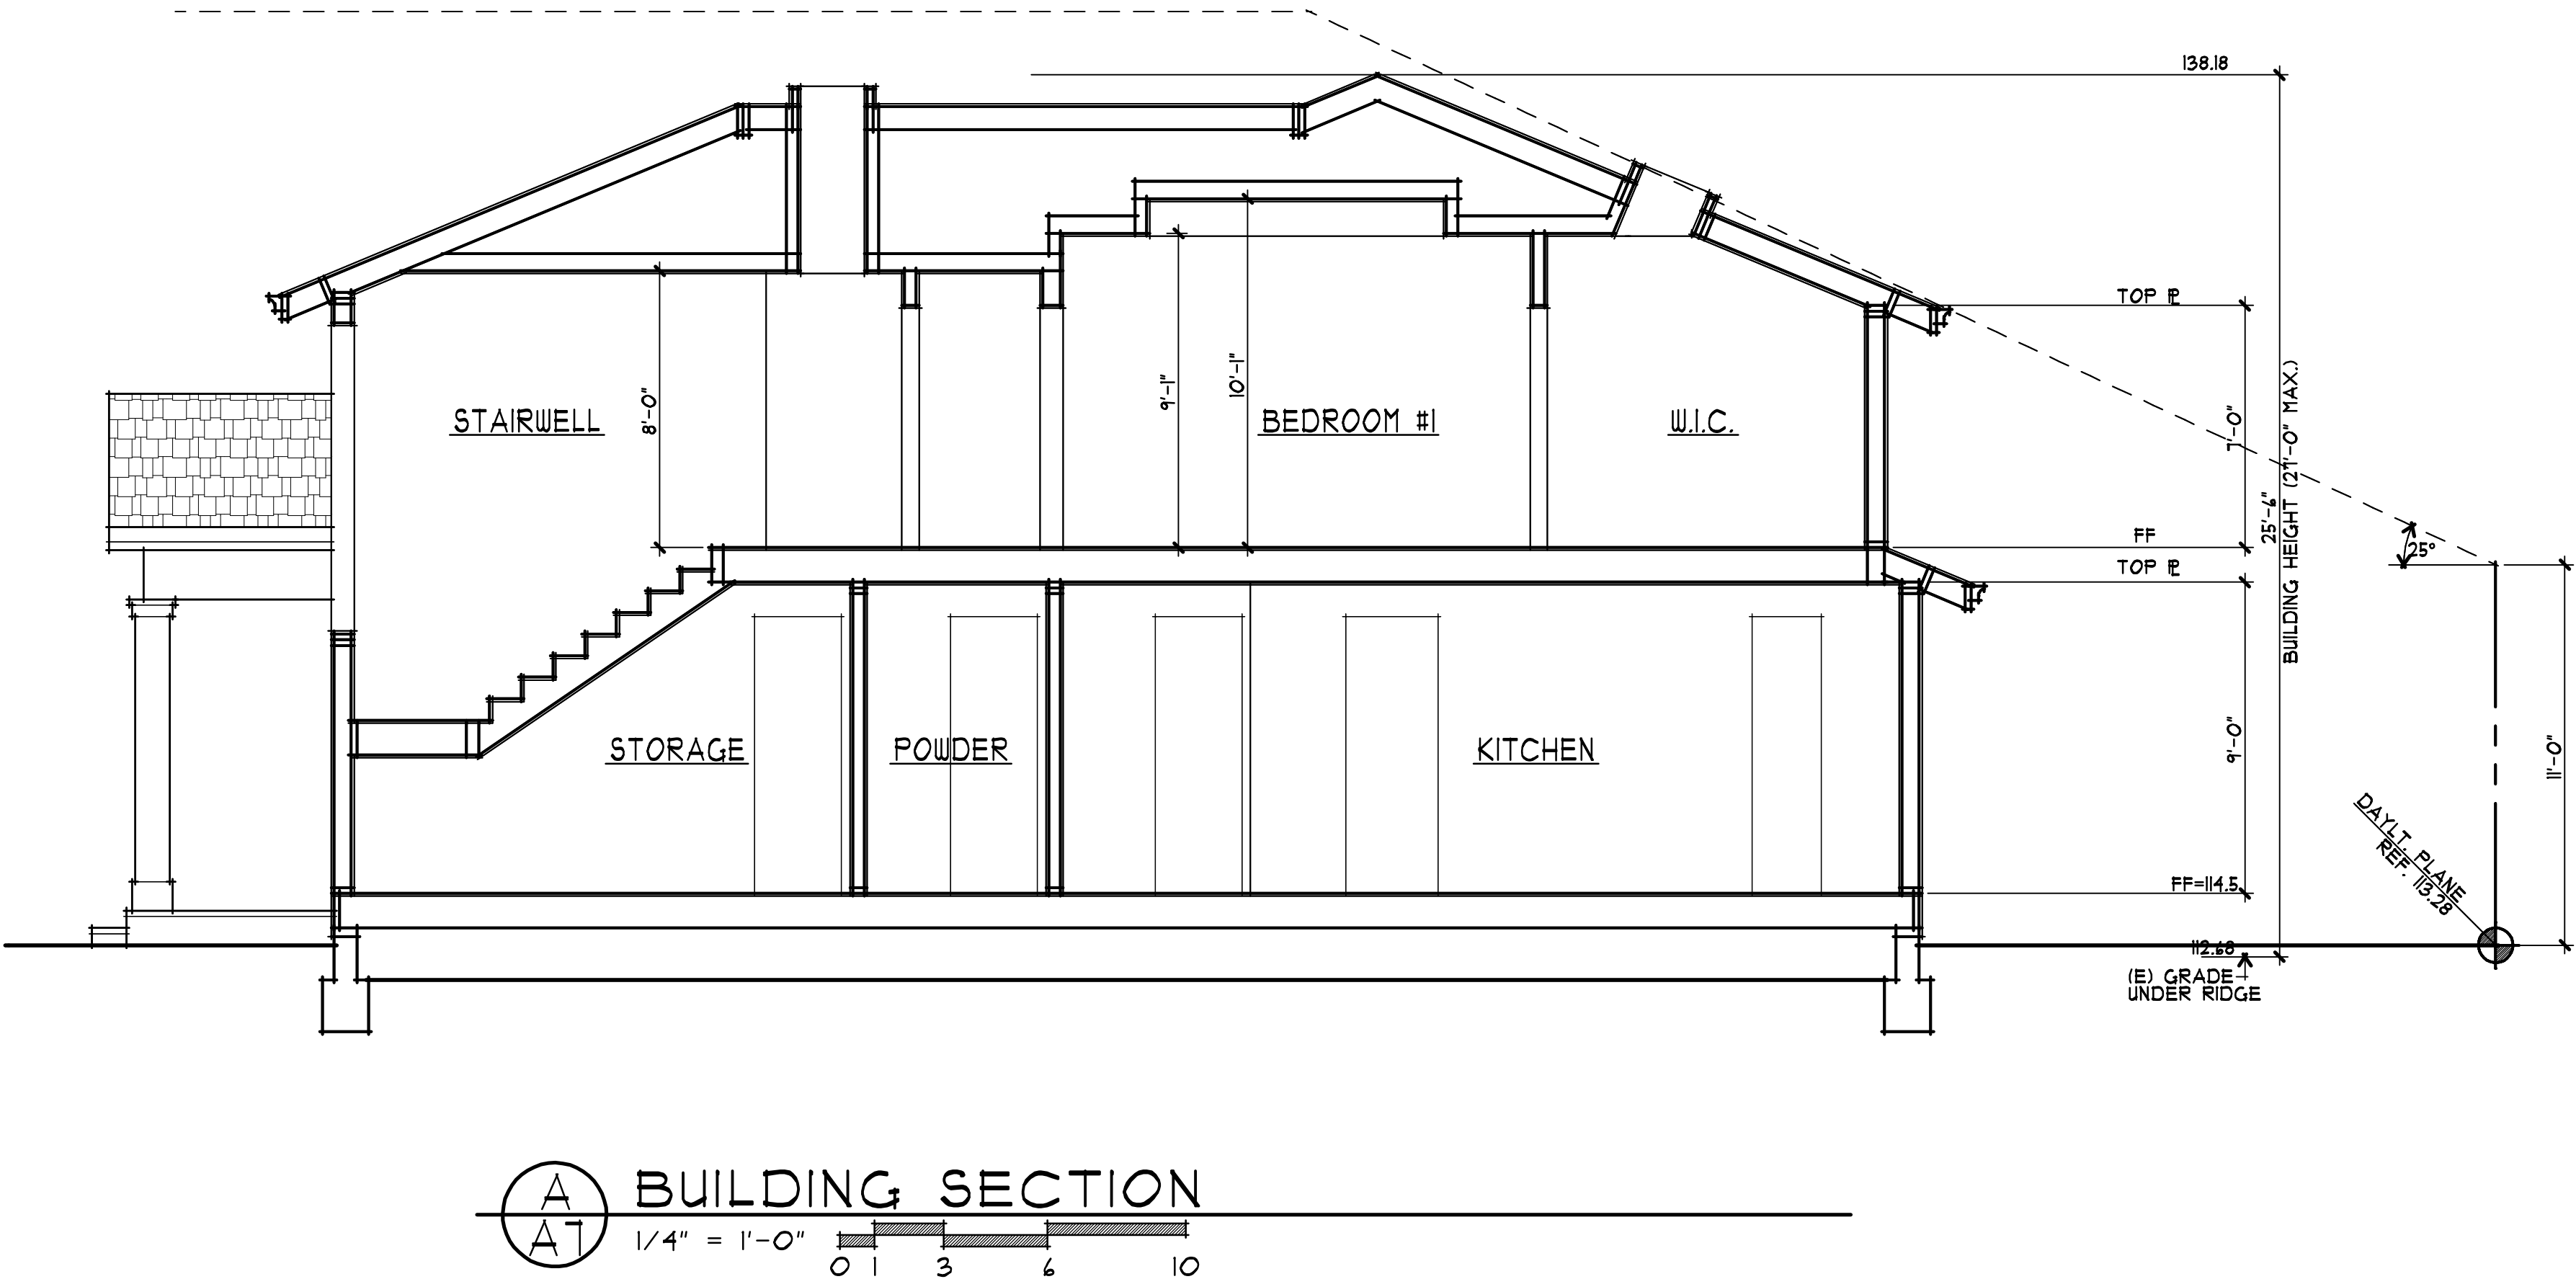 138.18
TOP PL
STAIRWELL
8'-0"
9'-1"
10'-1"
BEDROOM #1
W.I.C.
7'-0"
25'-6"
BUILDING HEIGHT (27'-0" MAX.)
FF
TOP PL
25°
STORAGE
POWDER
KITCHEN
9'-0"
11'-0"
DAYLT. PLANE
REF. 113.28
FF=114.5
112.68
(E) GRADE
UNDER RIDGE
A
A7
BUILDING SECTION
1/4" = 1'-0"
0 1 3 6 10